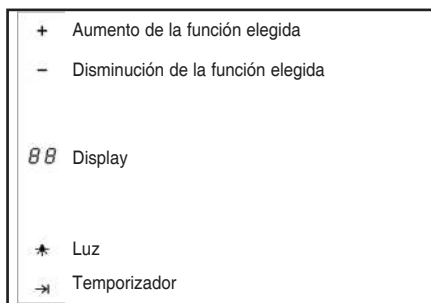 + Aumento de la función elegida
– Disminución de la función elegida
88 Display
Luz
Temporizador